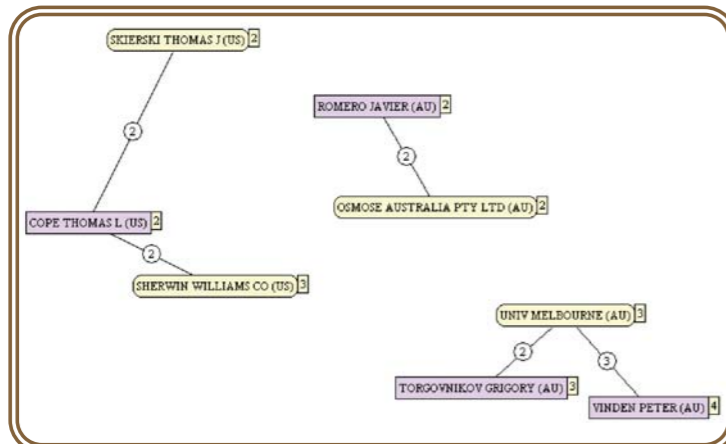 SKIERSKI THOMAS J (US) 2
2
ROMERO JAVIER (AU) 2
2
OSMOSE AUSTRALIA PTY LTD (AU) 2
COPE THOMAS L (US) 2
2
SHERWIN WILLIAMS CO (US) 3
UNIV MELBOURNE (AU) 3
2
3
TORGOVNIKOV GRIGORY (AU) 3
VINDEN PETER (AU) 4